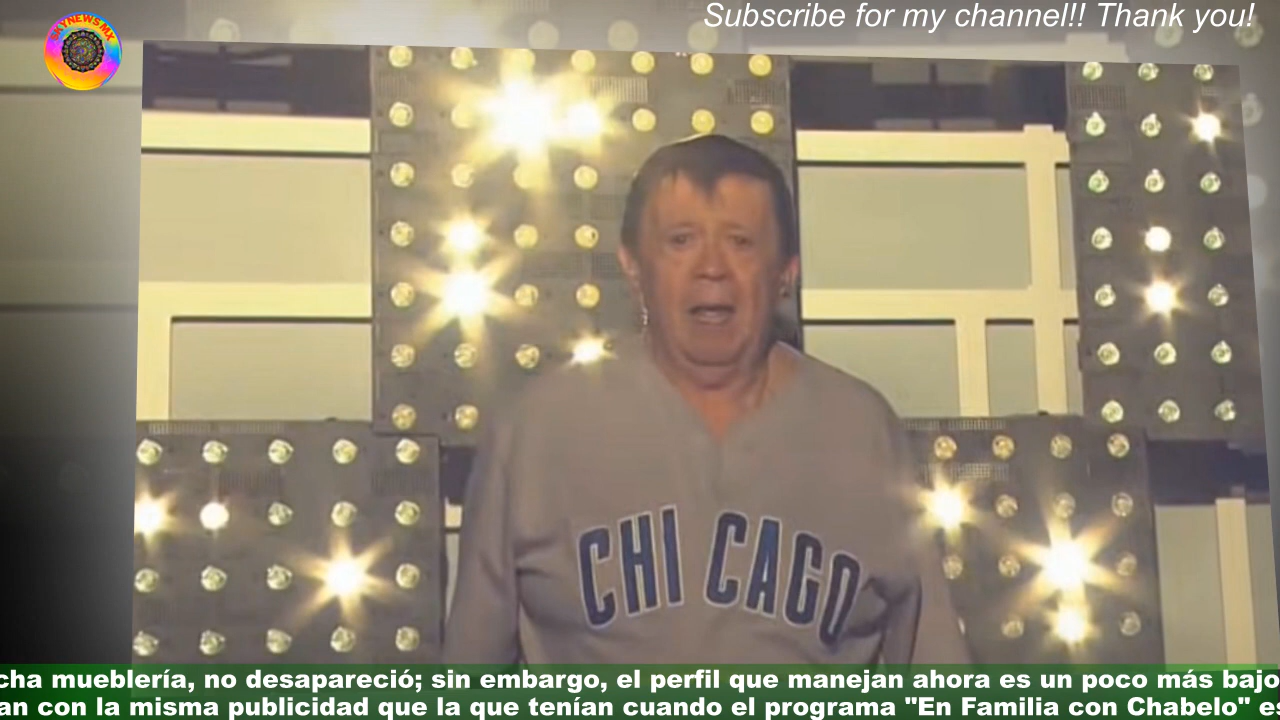 Subscribe for my channel!! Thank you!
SKYNEWSMX
CHICAGO
cha mueblería, no desapareció; sin embargo, el perfil que manejan ahora es un poco más bajo
an con la misma publicidad que la que tenían cuando el programa "En Familia con Chabelo" es